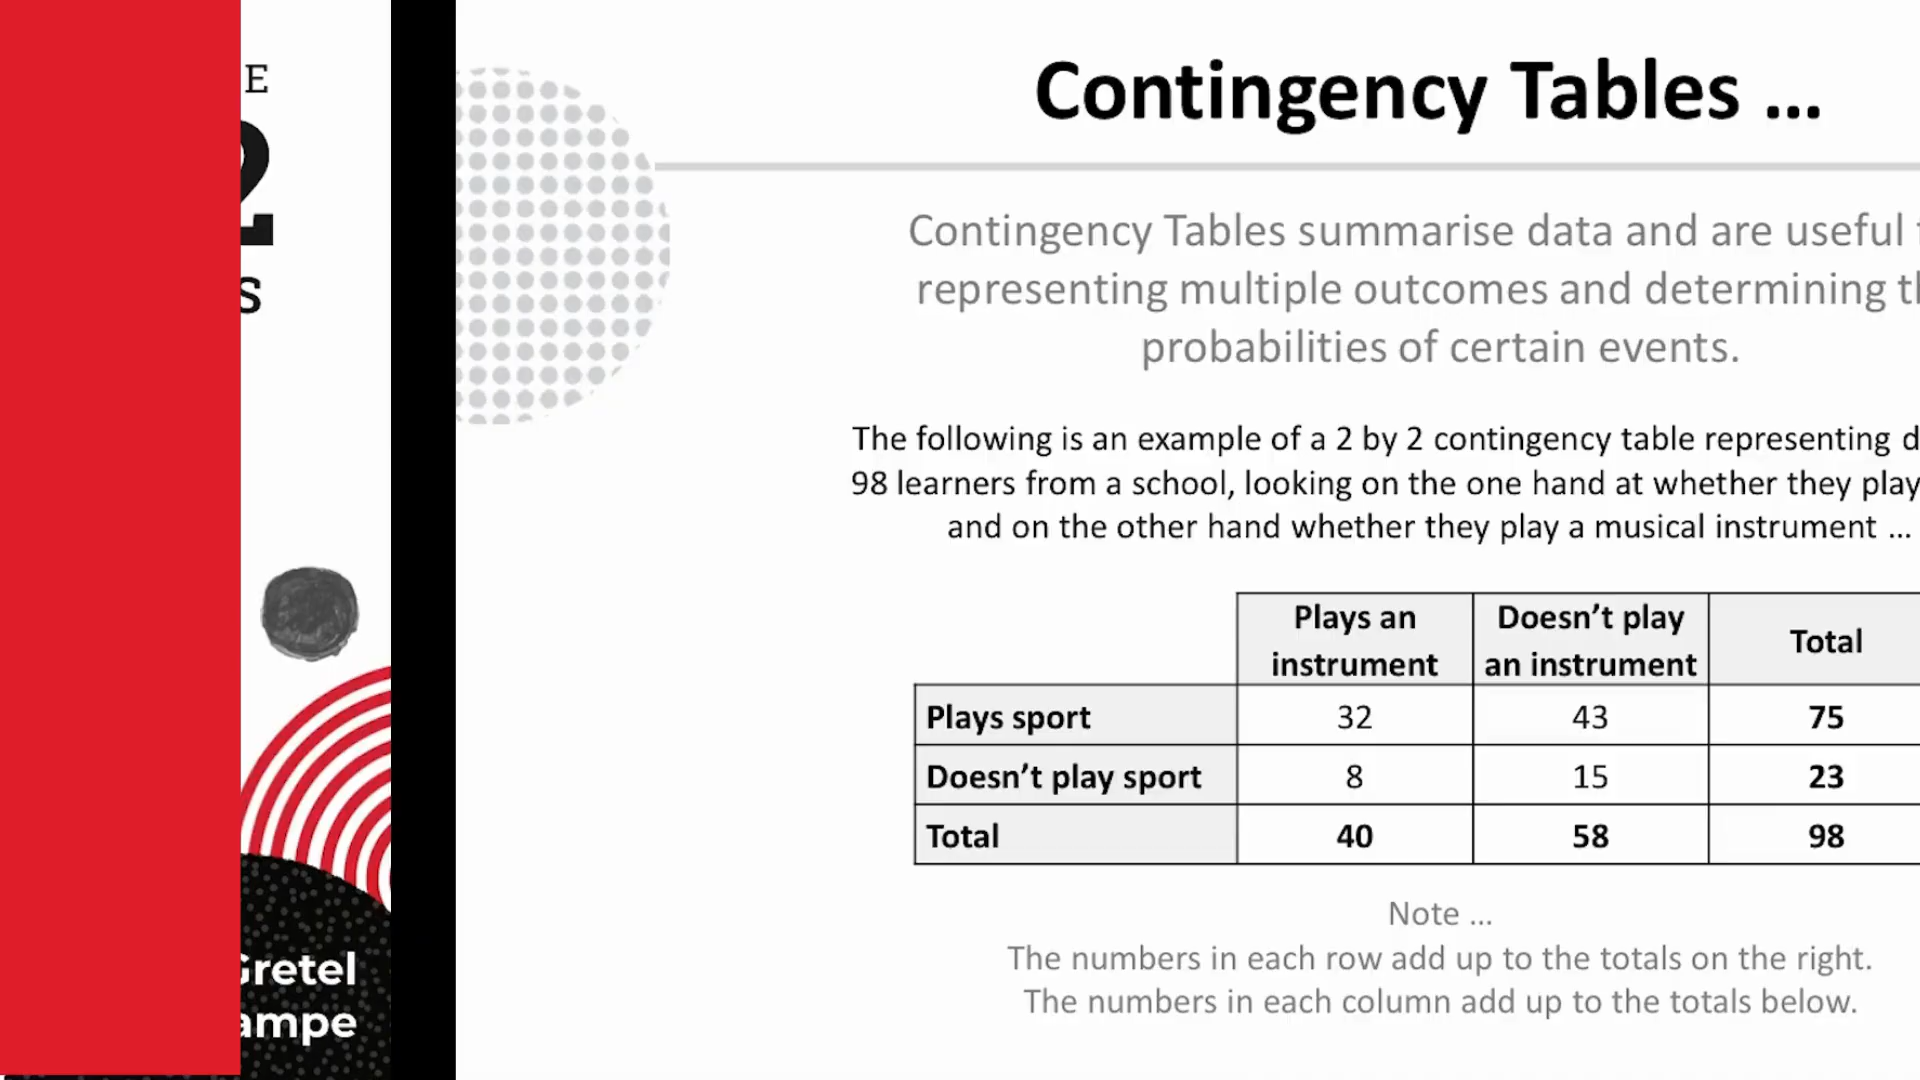 E
2
S
Gretel
ampe
Contingency Tables ...
Contingency Tables summarise data and are useful
representing multiple outcomes and determining
probabilities of certain events.
The following is an example of a 2 by 2 contingency table representing
98 learners from a school, looking on the one hand at whether they play
and on the other hand whether they play a musical instrument ...
Plays an instrument
Doesn't play an instrument
Total
Plays sport 32 43 75
Doesn't play sport 8 15 23
Total 40 58 98
Note ...
The numbers in each row add up to the totals on the right.
The numbers in each column add up to the totals below.